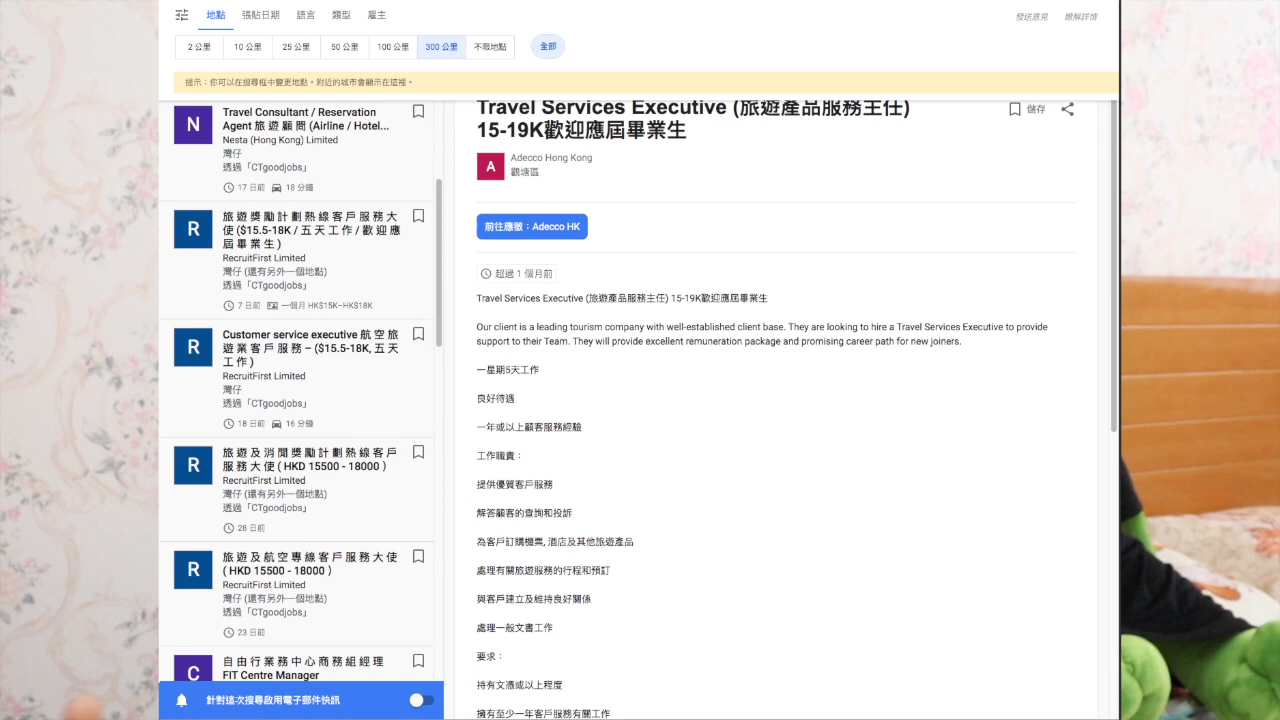 地點 張貼日期 語言 類型 雇主
發送意見 瞭解詳情
2 公里 10 公里 25 公里 50 公里 100 公里 300 公里 不限地點 全部
提示：你可以在搜尋框中變更地點。附近的城市會顯示在這裡。
N
Travel Consultant / Reservation
Agent 旅遊顧問 (Airline / Hotel...
Nesta (Hong Kong) Limited
灣仔
透過「CTgoodjobs」
17 日前 18 分鐘
R
旅遊獎勵計劃熱線客戶服務大
使($15.5-18K / 五天工作 / 歡迎應
屆畢業生)
RecruitFirst Limited
灣仔 (還有另外一個地點)
透過「CTgoodjobs」
7 日前 一個月 HK$15K–HK$18K
R
Customer service executive 航空旅
遊業客戶服務 – ($15.5-18K, 五天
工作)
RecruitFirst Limited
灣仔
透過「CTgoodjobs」
18 日前 16 分鐘
R
旅遊及消閒獎勵計劃熱線客戶
服務大使 ( HKD 15500 - 18000 )
RecruitFirst Limited
灣仔 (還有另外一個地點)
透過「CTgoodjobs」
28 日前
R
旅遊及航空專線客戶服務大使
( HKD 15500 - 18000 )
RecruitFirst Limited
灣仔 (還有另外一個地點)
透過「CTgoodjobs」
23 日前
C
自由行業務中心商務組經理
FIT Centre Manager
針對這次搜尋啟用電子郵件快訊
Travel Services Executive (旅遊產品服務主任)
15-19K歡迎應屆畢業生
儲存
A
Adecco Hong Kong
觀塘區
前往應徵：Adecco HK
超過 1 個月前
Travel Services Executive (旅遊產品服務主任) 15-19K歡迎應屆畢業生
Our client is a leading tourism company with well-established client base. They are looking to hire a Travel Services Executive to provide
support to their Team. They will provide excellent remuneration package and promising career path for new joiners.
一星期5天工作
良好待遇
一年或以上顧客服務經驗
工作職責：
提供優質客戶服務
解答顧客的查詢和投訴
為客戶訂購機票, 酒店及其他旅遊產品
處理有關旅遊服務的行程和預訂
與客戶建立及維持良好關係
處理一般文書工作
要求：
持有文憑或以上程度
擁有至少一年客戶服務有關工作